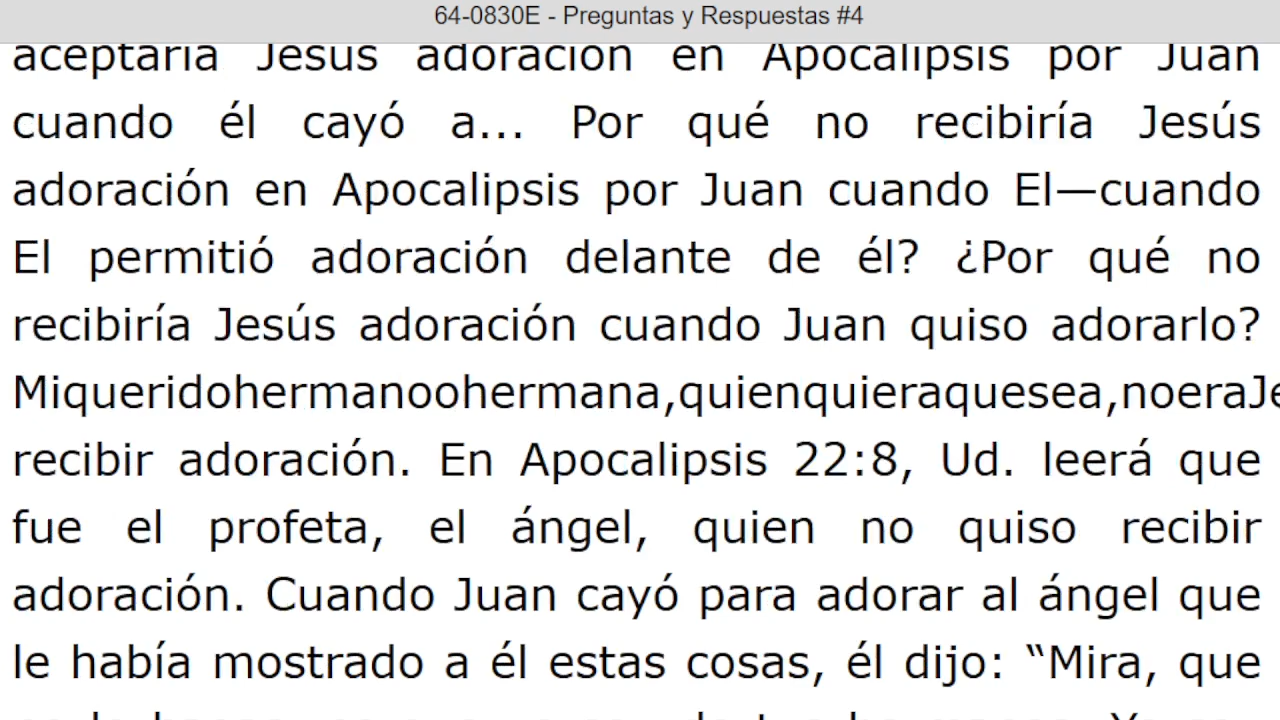 64-0830E - Preguntas y Respuestas #4
aceptaría Jesús adoración en Apocalipsis por Juan
cuando él cayó a... Por qué no recibiría Jesús
adoración en Apocalipsis por Juan cuando El—cuando
El permitió adoración delante de él? ¿Por qué no
recibiría Jesús adoración cuando Juan quiso adorarlo?
Miqueridohermanoohermana,quienquieraquesea,noeraJe
recibir adoración. En Apocalipsis 22:8, Ud. leerá que
fue el profeta, el ángel, quien no quiso recibir
adoración. Cuando Juan cayó para adorar al ángel que
le había mostrado a él estas cosas, él dijo: “Mira, que